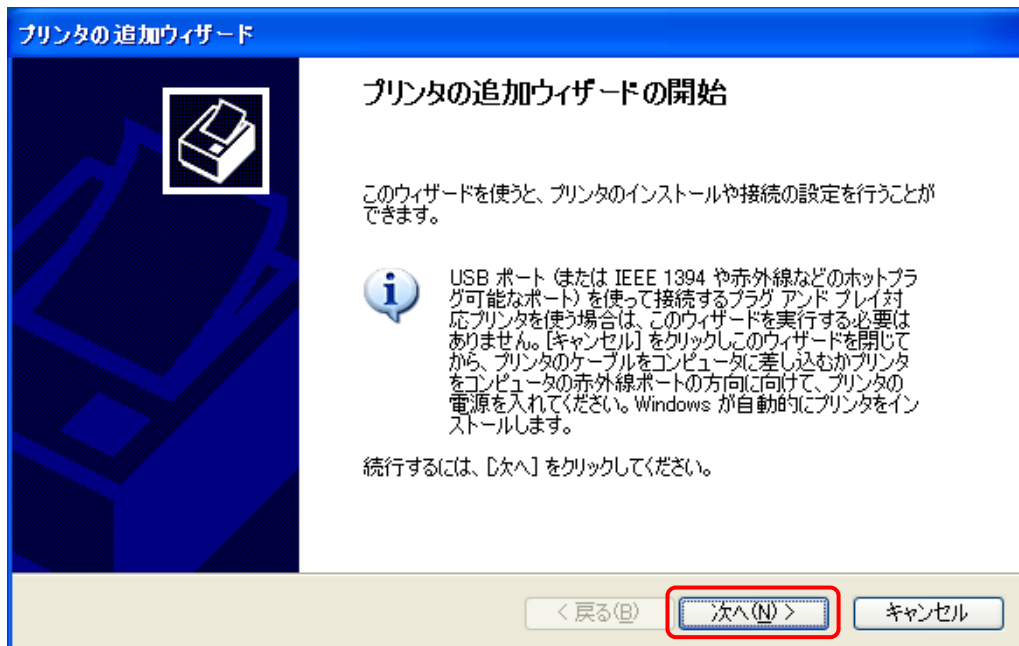 プリンタの追加ウィザード
プリンタの追加ウィザードの開始
このウィザードを使うと、プリンタのインストールや接続の設定を行うことが
できます。
USB ポート (または IEEE 1394 や赤外線などのホットプラ
グ可能なポート) を使って接続するプラグ アンド プレイ対
応プリンタを使う場合は、このウィザードを実行する必要は
ありません。[キャンセル] をクリックしこのウィザードを閉じて
から、プリンタのケーブルをコンピュータに差し込むかプリンタ
をコンピュータの赤外線ポートの方向に向けて、プリンタの
電源を入れてください。Windows が自動的にプリンタをイン
ストールします。
続行するには、[次へ] をクリックしてください。
< 戻る(B) 次へ(N) > キャンセル